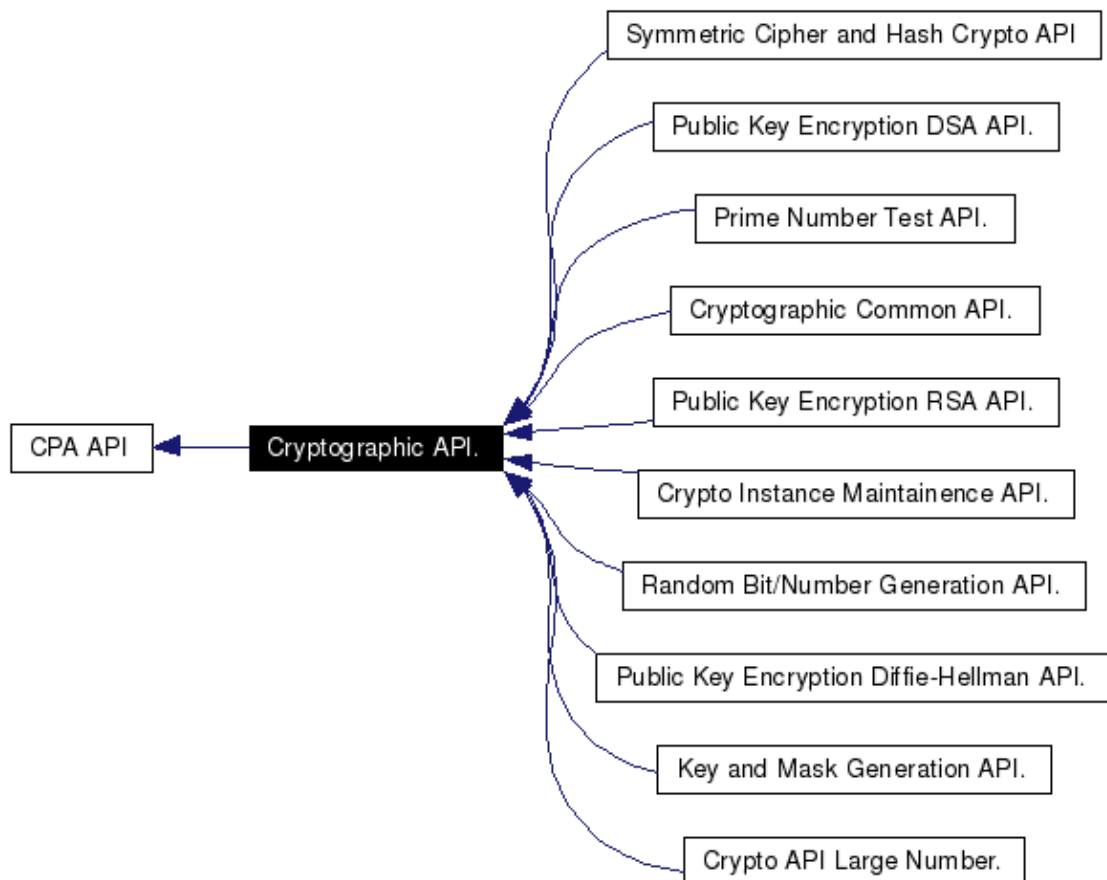 Symmetric Cipher and Hash Crypto API
Public Key Encryption DSA API.
Prime Number Test API.
Cryptographic Common API.
Public Key Encryption RSA API.
CPA API
Cryptographic API.
Crypto Instance Maintainence API.
Random Bit/Number Generation API.
Public Key Encryption Diffie-Hellman API.
Key and Mask Generation API.
Crypto API Large Number.